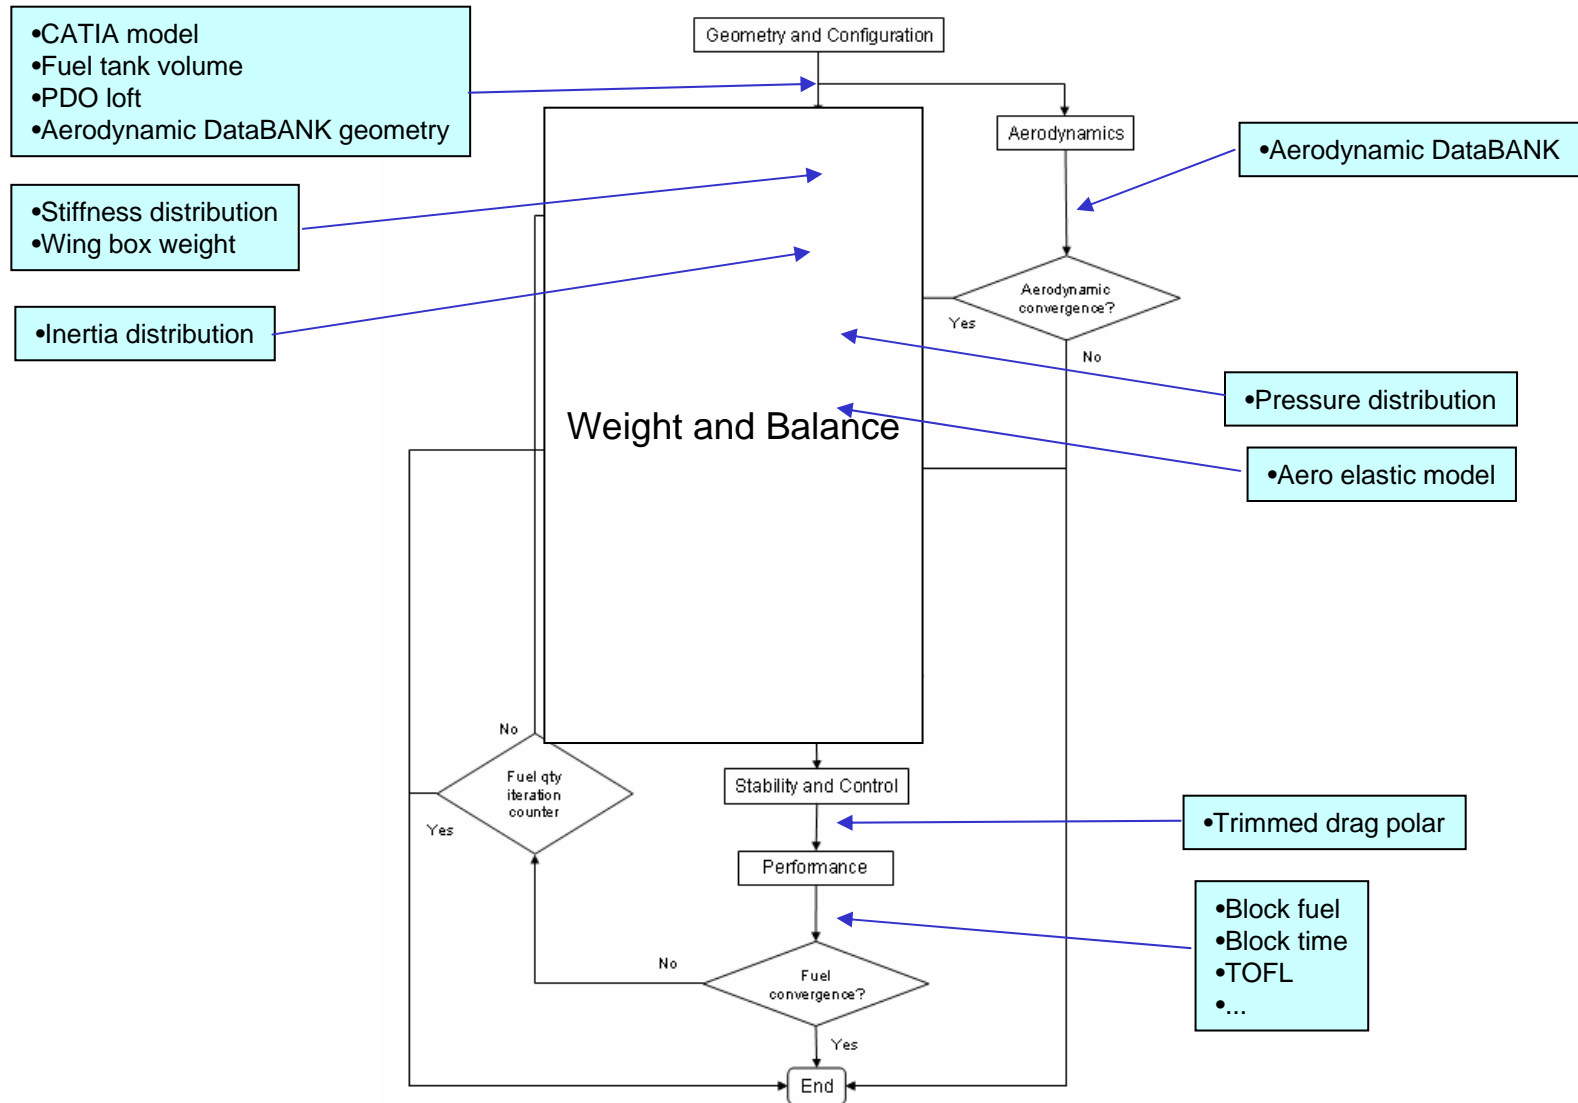 •CATIA model
•Fuel tank volume
•PDO loft
•Aerodynamic DataBANK geometry
Geometry and Configuration
Aerodynamics
•Aerodynamic DataBANK
•Stiffness distribution
•Wing box weight
•Inertia distribution
Aerodynamic
convergence?
Yes
No
•Pressure distribution
Weight and Balance
•Aero elastic model
No
Fuel qty
iteration
counter
Yes
Stability and Control
•Trimmed drag polar
Performance
•Block fuel
•Block time
•TOFL
•...
No
Fuel
convergence?
Yes
End